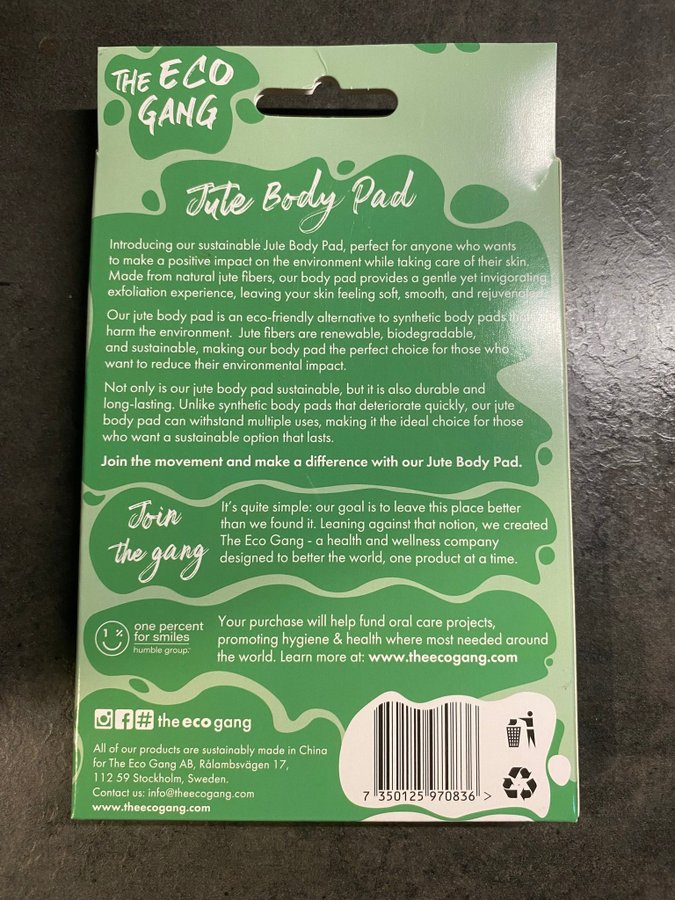 THE ECO
GANG
Jute Body Pad
Introducing our sustainable Jute Body Pad, perfect for anyone who wants
to make a positive impact on the environment while taking care of their skin.
Made from natural jute fibers, our body pad provides a gentle yet invigorating
exfoliation experience, leaving your skin feeling soft, smooth, and rejuvenated.
Our jute body pad is an eco-friendly alternative to synthetic body pads that
harm the environment. Jute fibers are renewable, biodegradable,
and sustainable, making our body pad the perfect choice for those who
want to reduce their environmental impact.
Not only is our jute body pad sustainable, but it is also durable and
long-lasting. Unlike synthetic body pads that deteriorate quickly, our jute
body pad can withstand multiple uses, making it the ideal choice for those
who want a sustainable option that lasts.
Join the movement and make a difference with our Jute Body Pad.
Join
the gang
It's quite simple: our goal is to leave this place better
than we found it. Leaning against that notion, we created
The Eco Gang - a health and wellness company
designed to better the world, one product at a time.
1 %
one percent
for smiles
humble group.
Your purchase will help fund oral care projects,
promoting hygiene & health where most needed around
the world. Learn more at: www.theecogang.com
# the eco gang
All of our products are sustainably made in China
for The Eco Gang AB, Rålambsvägen 17,
112 59 Stockholm, Sweden.
Contact us: info@theecogang.com
www.theecogang.com
7 350125 970836 >